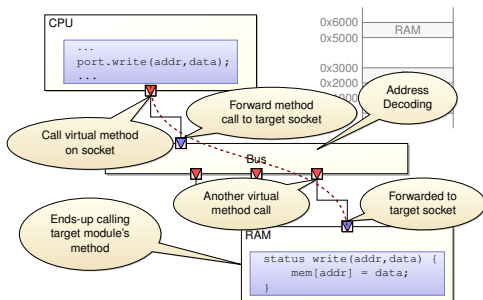 CPU
...
port.write(addr,data);
...
0x6000
RAM
0x5000
0x3000
0x2000
Address
Decoding
Forward method
call to target socket
Call virtual method
on socket
Bus
Another virtual
method call
Forwarded to
target socket
Ends-up calling
target module's
method
RAM
status write(addr,data) {
mem[addr] = data;
}